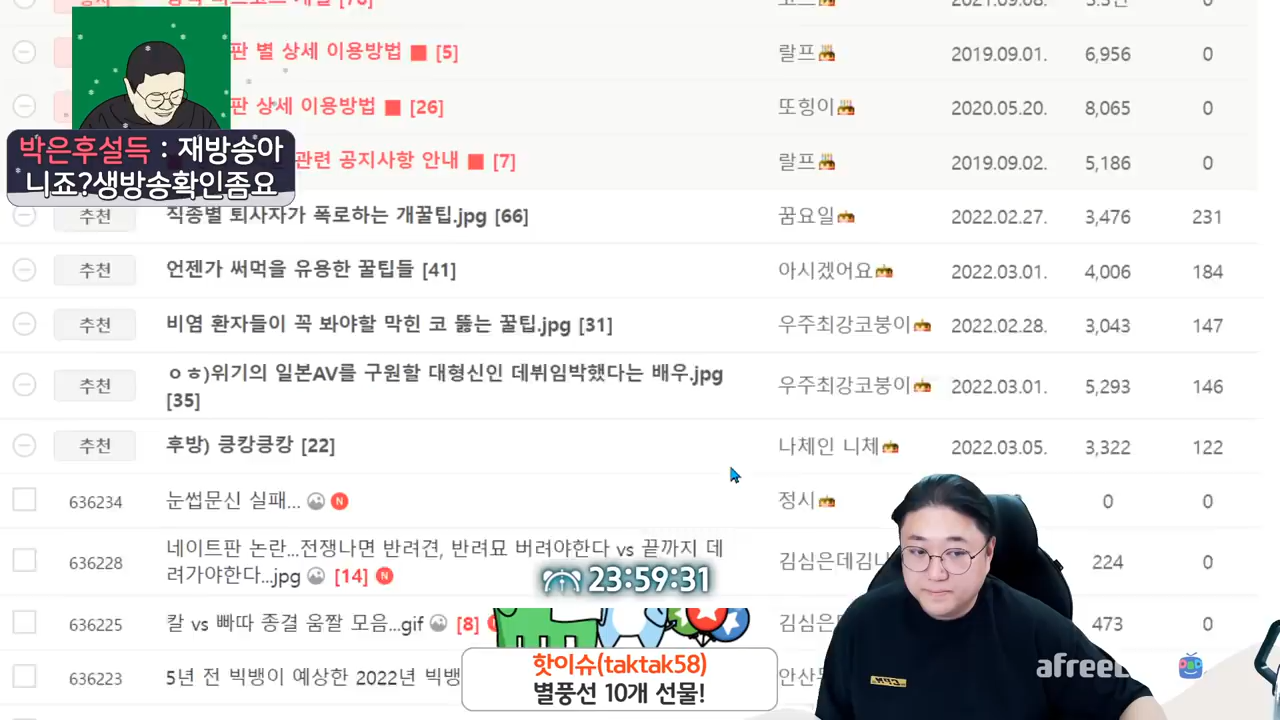 판 별 상세 이용방법 [5] 랄프 2019.09.01. 6,956 0
판 상세 이용방법 [26] 또힝이 2020.05.20. 8,065 0
관련 공지사항 안내 [7] 랄프 2019.09.02. 5,186 0
박은후설득 : 재방송아
니죠?생방송확인좀요
추천 직종별 퇴사자가 폭로하는 개꿀팁.jpg [66] 꿈요일 2022.02.27. 3,476 231
추천 언젠가 써먹을 유용한 꿀팁들 [41] 아시겠어요 2022.03.01. 4,006 184
추천 비염 환자들이 꼭 봐야할 막힌 코 뚫는 꿀팁.jpg [31] 우주최강코붕이 2022.02.28. 3,043 147
추천 ㅇㅎ)위기의 일본AV를 구원할 대형신인 데뷔임박했다는 배우.jpg
[35] 우주최강코붕이 2022.03.01. 5,293 146
추천 후방) 킁캉킁캉 [22] 나체인 니체 2022.03.05. 3,322 122
636234 눈썹문신 실패... N 정시 0 0
636228 네이트판 논란...전쟁나면 반려견, 반려묘 버려야한다 vs 끝까지 데
려가야한다...jpg [14] N 김심은데김 224 0
23:59:31
636225 칼 vs 빠따 종결 움짤 모음...gif [8] 김심은 473 0
636223 5년 전 빅뱅이 예상한 2022년 빅뱅 안산
핫이슈(taktak58)
별풍선 10개 선물!
afree